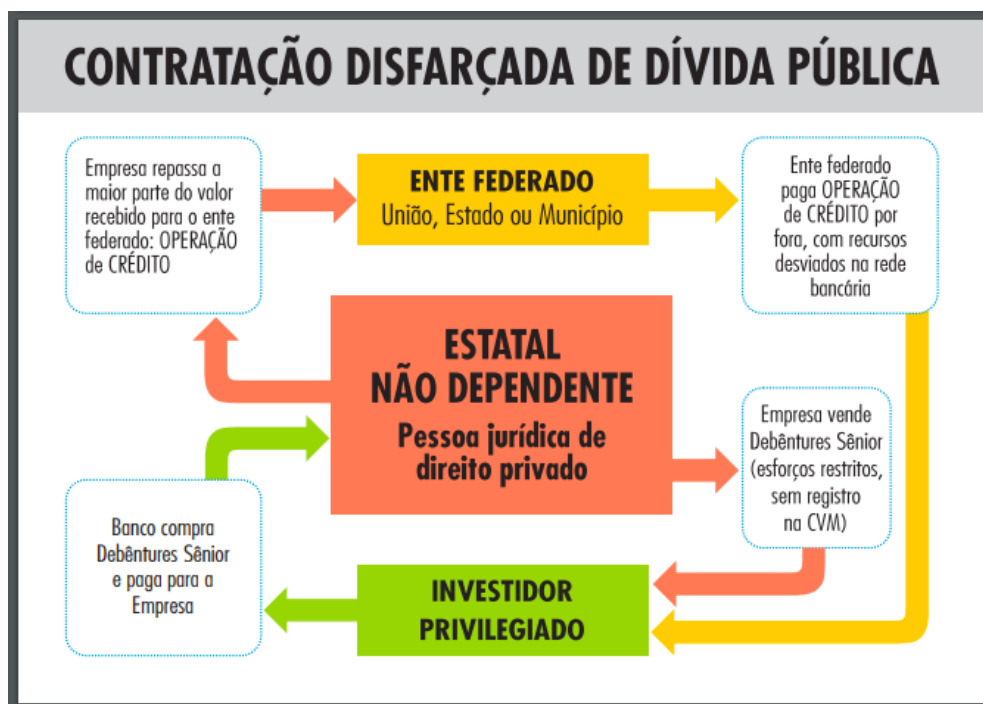 CONTRATAÇÃO DISFARÇADA DE DÍVIDA PÚBLICA
Empresa repassa a
maior parte do valor
recebido para o ente
federado: OPERAÇÃO
de CRÉDITO
ENTE FEDERADO
União, Estado ou Município
Ente federado
paga OPERAÇÃO
de CRÉDITO por
fora, com recursos
desviados na rede
bancária
ESTATAL
NÃO DEPENDENTE
Pessoa jurídica de
direito privado
Empresa vende
Debêntures Sênior
(esforços restritos,
sem registro
na CVM)
Banco compra
Debêntures Sênior
e paga para a
Empresa
INVESTIDOR
PRIVILEGIADO